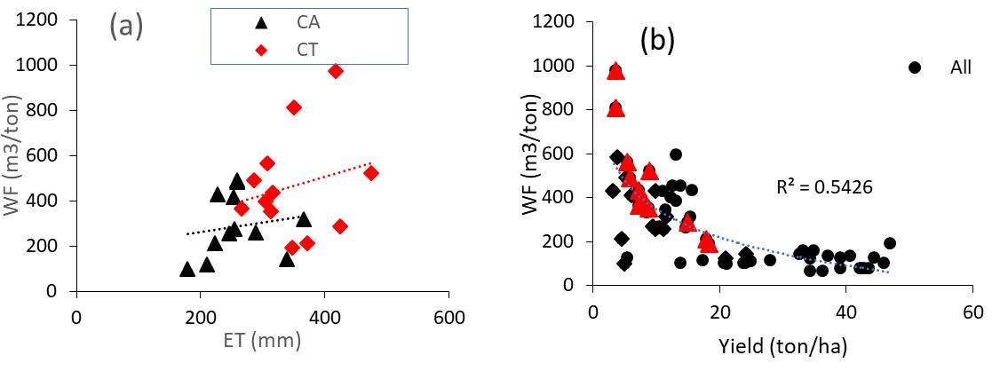 (a)
CA
CT
1200
1000
800
600
400
200
0
0 200 400 600
WF (m3/ton)
ET (mm)
(b)
All
1200
1000
800
600
400
200
0
0 20 40 60
WF (m3/ton)
R² = 0.5426
Yield (ton/ha)